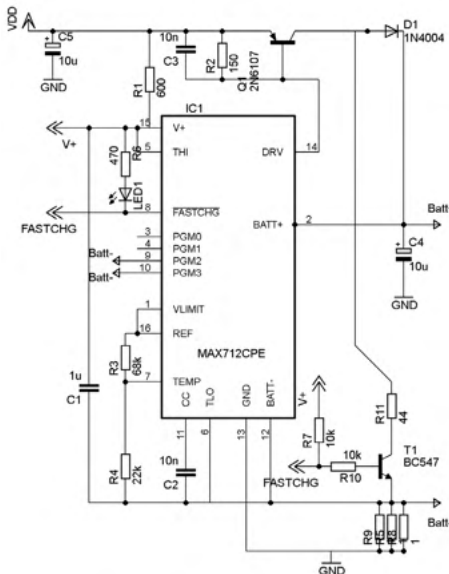 VDD
C5
10u
GND
10n
C3
R2
150
Q1
2N6107
D1
1N4004
R1
600
IC1
15
V+
V+
5
THI
DRV
14
470
R6
LED1
8
FASTCHG
FASTCHG
BATT+
2
Batt
3
PGM0
4
PGM1
Batt-
9
PGM2
Batt-
10
PGM3
C4
10u
GND
1
VLIMIT
16
REF
MAX712CPE
R3
68k
7
TEMP
1u
C1
CC
TLO
GND
BATT-
11
6
13
12
V+
R7
10k
R11
44
T1
BC547
10k
R10
FASTCHG
R4
22k
10n
C2
Batt
R9
R5
R8
1
GND